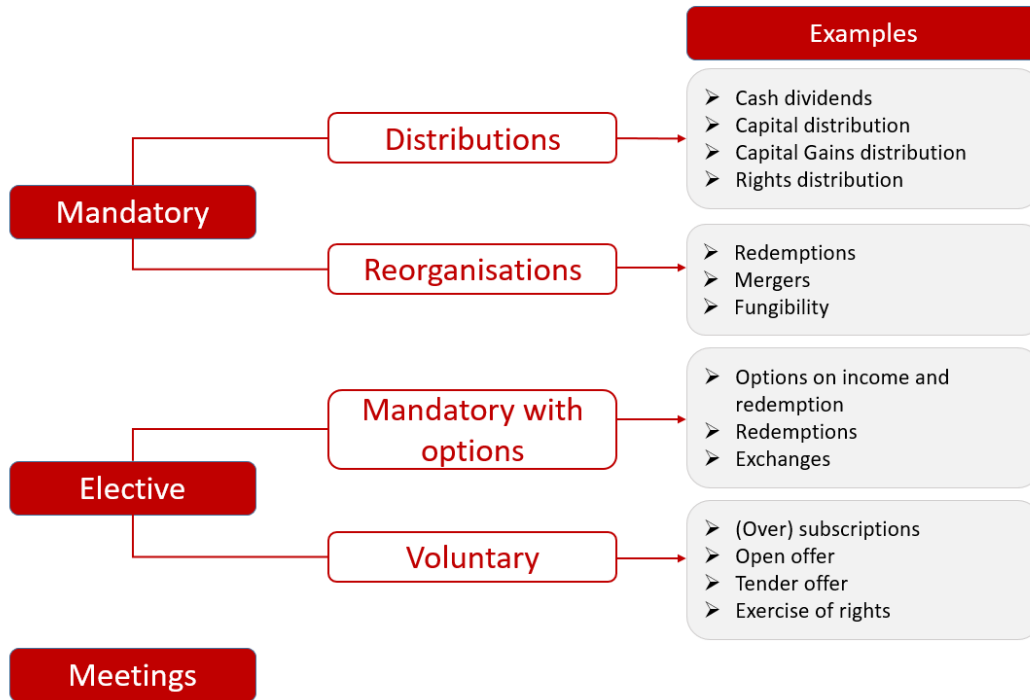 Examples
Mandatory
Distributions
➤ Cash dividends
➤ Capital distribution
➤ Capital Gains distribution
➤ Rights distribution
Reorganisations
➤ Redemptions
➤ Mergers
➤ Fungibility
Elective
Mandatory with
options
➤ Options on income and
redemption
➤ Redemptions
➤ Exchanges
Voluntary
➤ (Over) subscriptions
➤ Open offer
➤ Tender offer
➤ Exercise of rights
Meetings